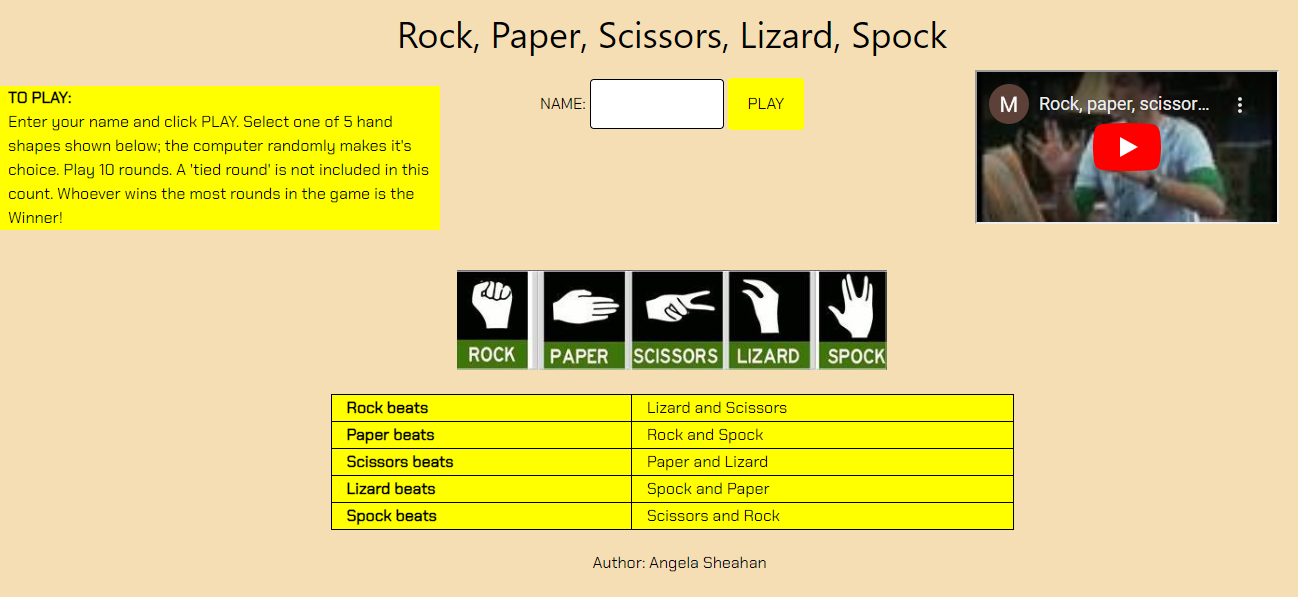 Rock, Paper, Scissors, Lizard, Spock
TO PLAY:
Enter your name and click PLAY. Select one of 5 hand
shapes shown below; the computer randomly makes it's
choice. Play 10 rounds. A 'tied round' is not included in this
count. Whoever wins the most rounds in the game is the
Winner!
NAME:
PLAY
M
Rock, paper, scissor...
ROCK
PAPER
SCISSORS
LIZARD
SPOCK
Rock beats Lizard and Scissors
Paper beats Rock and Spock
Scissors beats Paper and Lizard
Lizard beats Spock and Paper
Spock beats Scissors and Rock
Author: Angela Sheahan